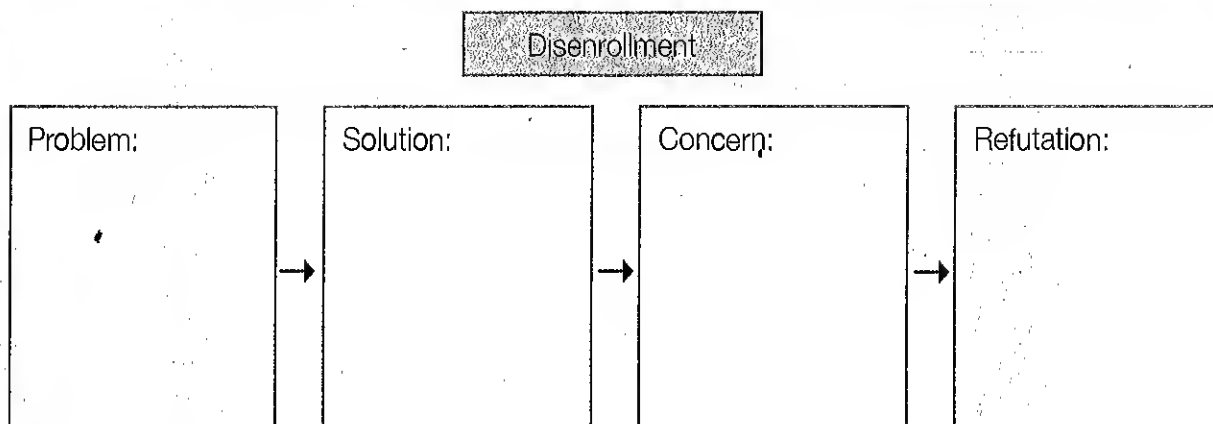 Disenrollment
Problem:
Solution:
Concern:
Refutation: